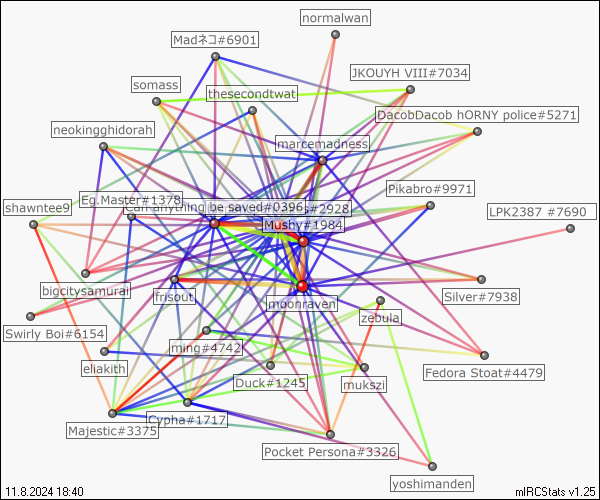 normalwan
Madネコ#6901
JKOUYH VIII#7034
somass
thesecondtwat
DacobDacob hORNY police#5271
neokingghidorah
marcemadness
Pikabro#9971
Eg.Master#1378
shawntee9
be saved#0396
#2928
LPK2387 #7690
Mushy#1984
bigcitysamurai
frisout
moonraven
Silver#7938
zebula
Swirly Boi#6154
ming#4742
eliakith
Duck#1245
mukszi
Fedora Stoat#4479
Majestic#3375
Cypha#1717
Pocket Persona#3326
yoshimanden
11.8.2024 18:40
mIRCStats v1.25